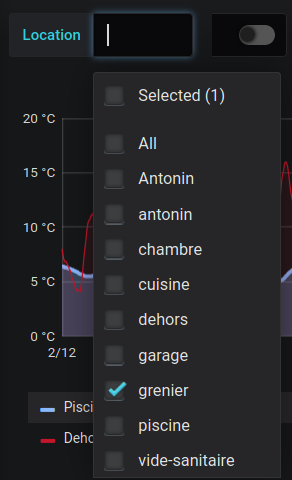 Location
Selected (1)
All
Antonin
antonin
chambre
cuisine
dehors
garage
grenier
piscine
vide-sanitaire
20 °C
15 °C
10 °C
5 °C
0 °C
2/12
Pisci
Deho